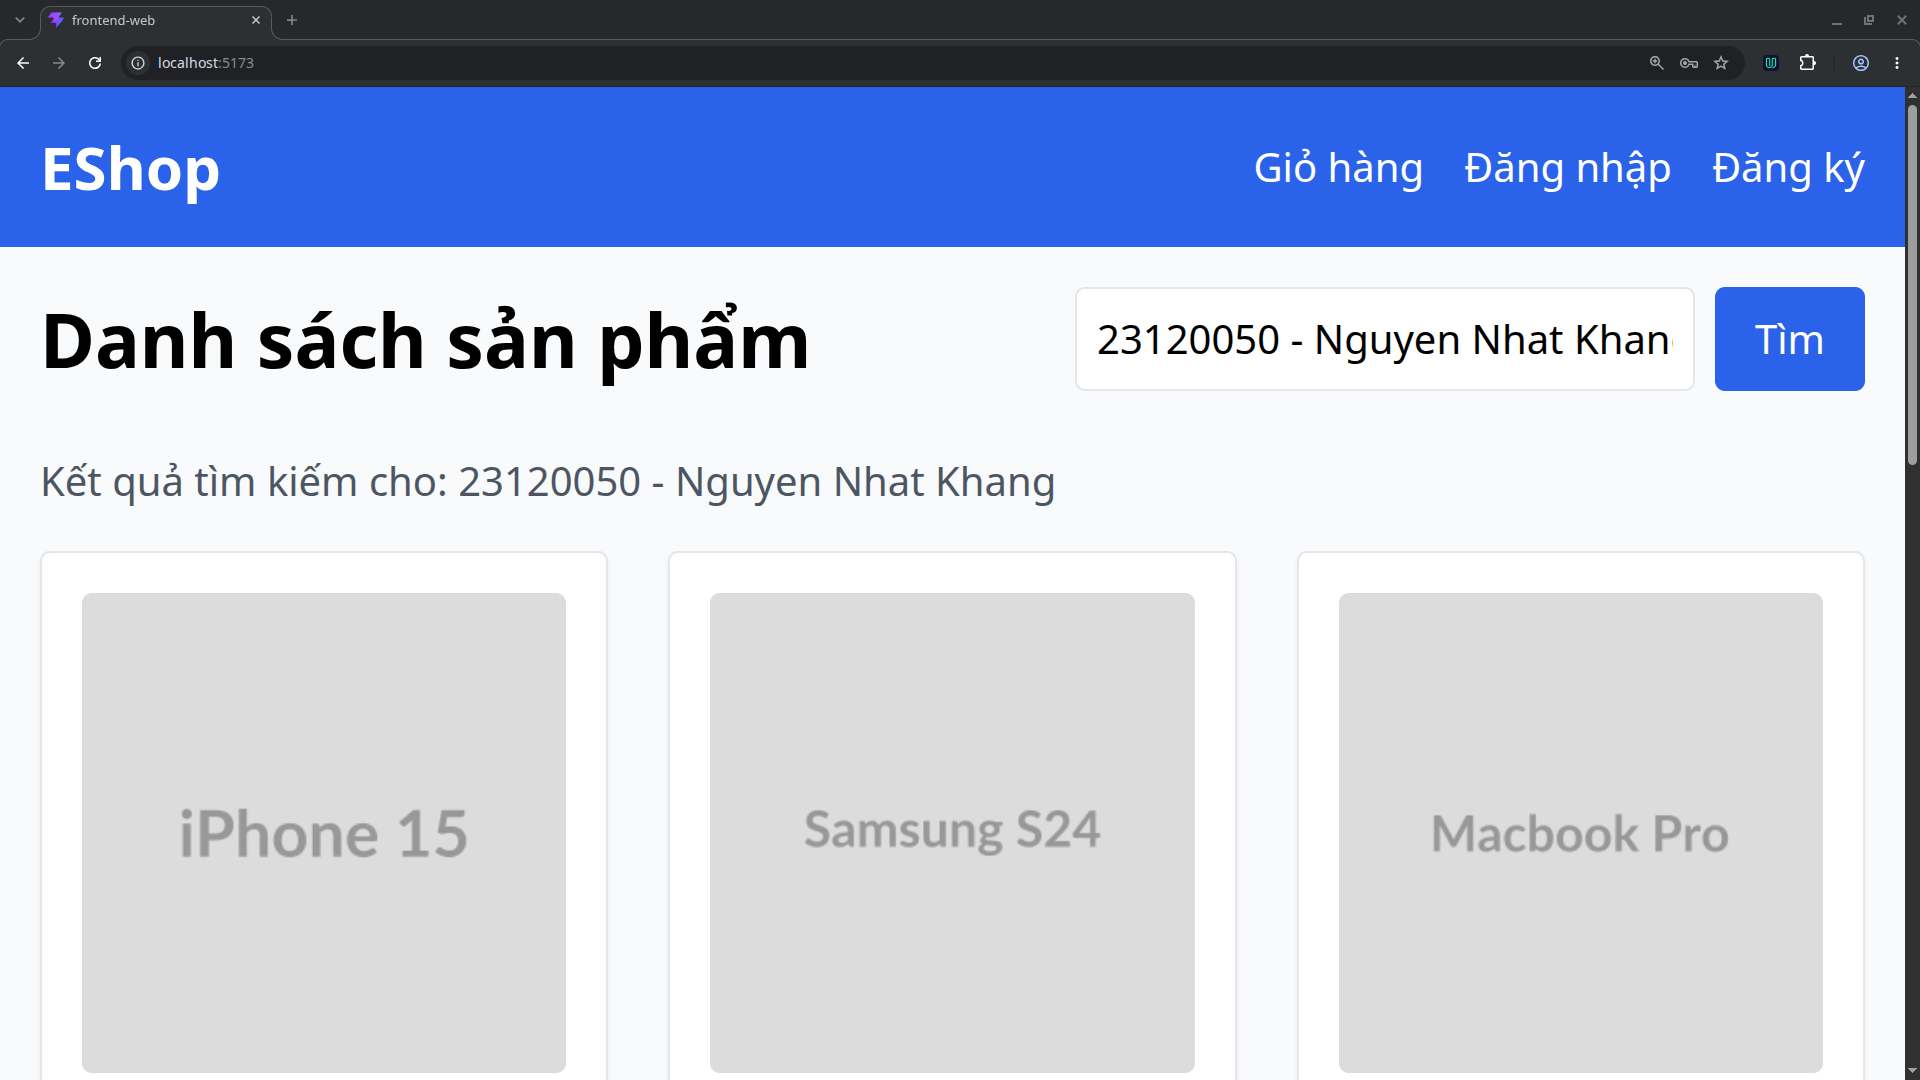 frontend-web
localhost:5173
EShop
Giỏ hàng Đăng nhập Đăng ký
Danh sách sản phẩm
23120050 - Nguyen Nhat Khan
Tìm
Kết quả tìm kiếm cho: 23120050 - Nguyen Nhat Khang
iPhone 15
Samsung S24
Macbook Pro